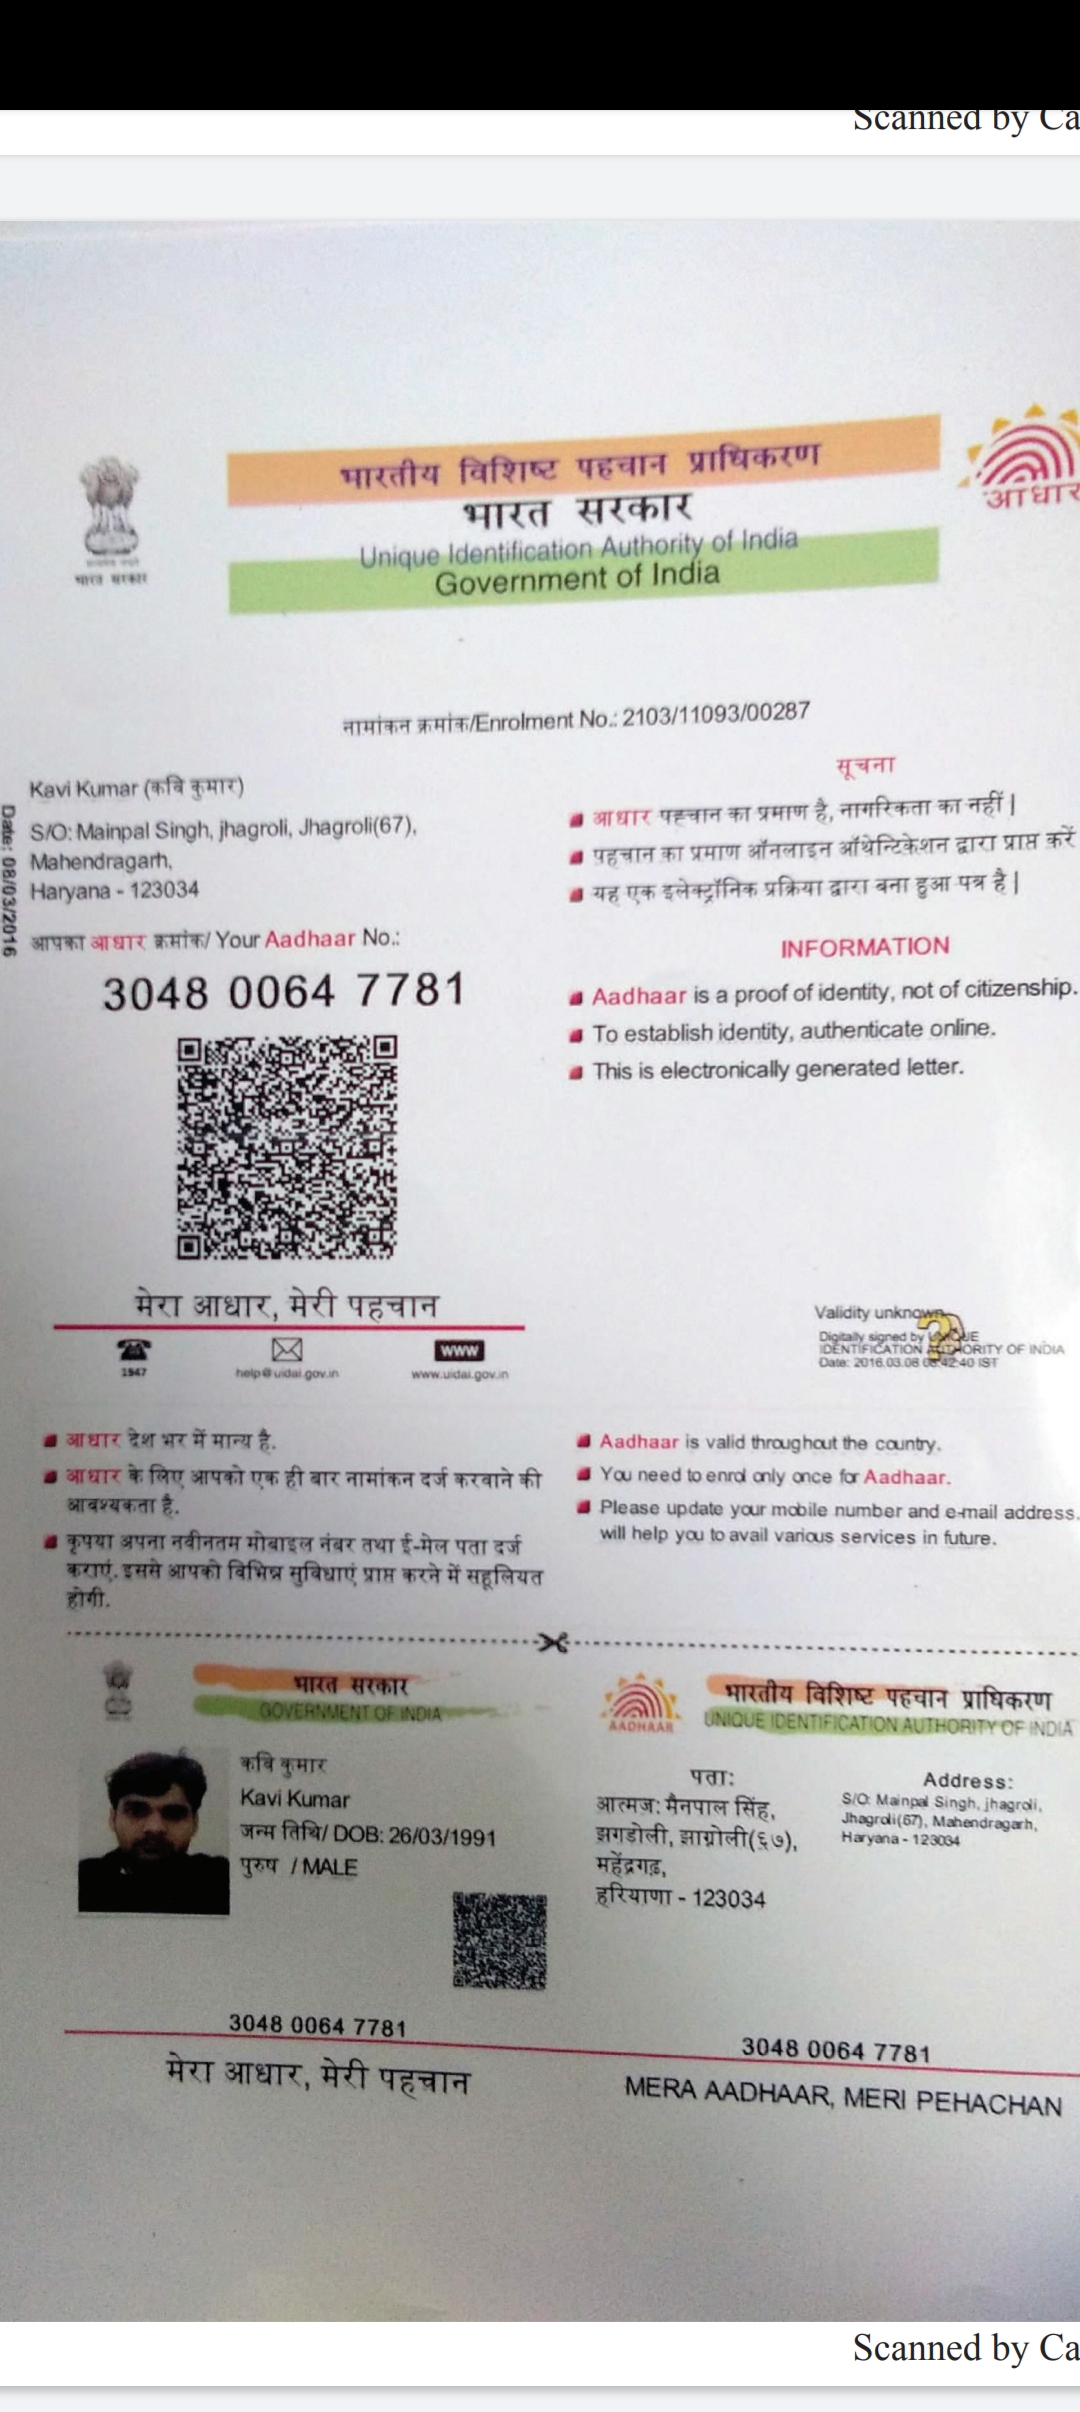 Scanned by Ca
भारतीय विशिष्ट पहचान प्राधिकरण
भारत सरकार
Unique Identification Authority of India
Government of India
आधार
भारत सरकार
नामांकन क्रमांक/Enrolment No.: 2103/11093/00287
Date: 08/03/2016
Kavi Kumar (कवि कुमार)
S/O: Mainpal Singh, jhagroli, Jhagroli(67),
Mahendragarh,
Haryana - 123034
आपका आधार क्रमांक/ Your Aadhaar No.:
3048 0064 7781
सूचना
आधार पहचान का प्रमाण है, नागरिकता का नहीं |
पहचान का प्रमाण ऑनलाइन ऑथेन्टिकेशन द्वारा प्राप्त करें
यह एक इलेक्ट्रॉनिक प्रक्रिया द्वारा बना हुआ पत्र है |
INFORMATION
Aadhaar is a proof of identity, not of citizenship.
To establish identity, authenticate online.
This is electronically generated letter.
मेरा आधार, मेरी पहचान
1947
help@uidai.gov.in
WWW
www.uidai.gov.in
Validity unknown
Digitally signed by UNIQUE
IDENTIFICATION AUTHORITY OF INDIA
Date: 2016.03.08 08:42:40 IST
आधार देश भर में मान्य है.
आधार के लिए आपको एक ही बार नामांकन दर्ज करवाने की
आवश्यकता है.
कृपया अपना नवीनतम मोबाइल नंबर तथा ई-मेल पता दर्ज
कराएं. इससे आपको विभिन्न सुविधाएं प्राप्त करने में सहूलियत
होगी.
Aadhaar is valid throughout the country.
You need to enrol only once for Aadhaar.
Please update your mobile number and e-mail address.
will help you to avail various services in future.
भारत सरकार
GOVERNMENT OF INDIA
कवि कुमार
Kavi Kumar
जन्म तिथि/ DOB: 26/03/1991
पुरुष / MALE
3048 0064 7781
मेरा आधार, मेरी पहचान
AADHAAR
भारतीय विशिष्ट पहचान प्राधिकरण
UNIQUE IDENTIFICATION AUTHORITY OF INDIA
पता:
आत्मज: मैनपाल सिंह,
झगडोली, झाग्रोली(६७),
महेंद्रगढ़,
हरियाणा - 123034
Address:
S/O: Mainpal Singh, jhagroli,
Jhagroli(67), Mahendragarh,
Haryana - 123034
3048 0064 7781
MERA AADHAAR, MERI PEHACHAN
Scanned by Ca